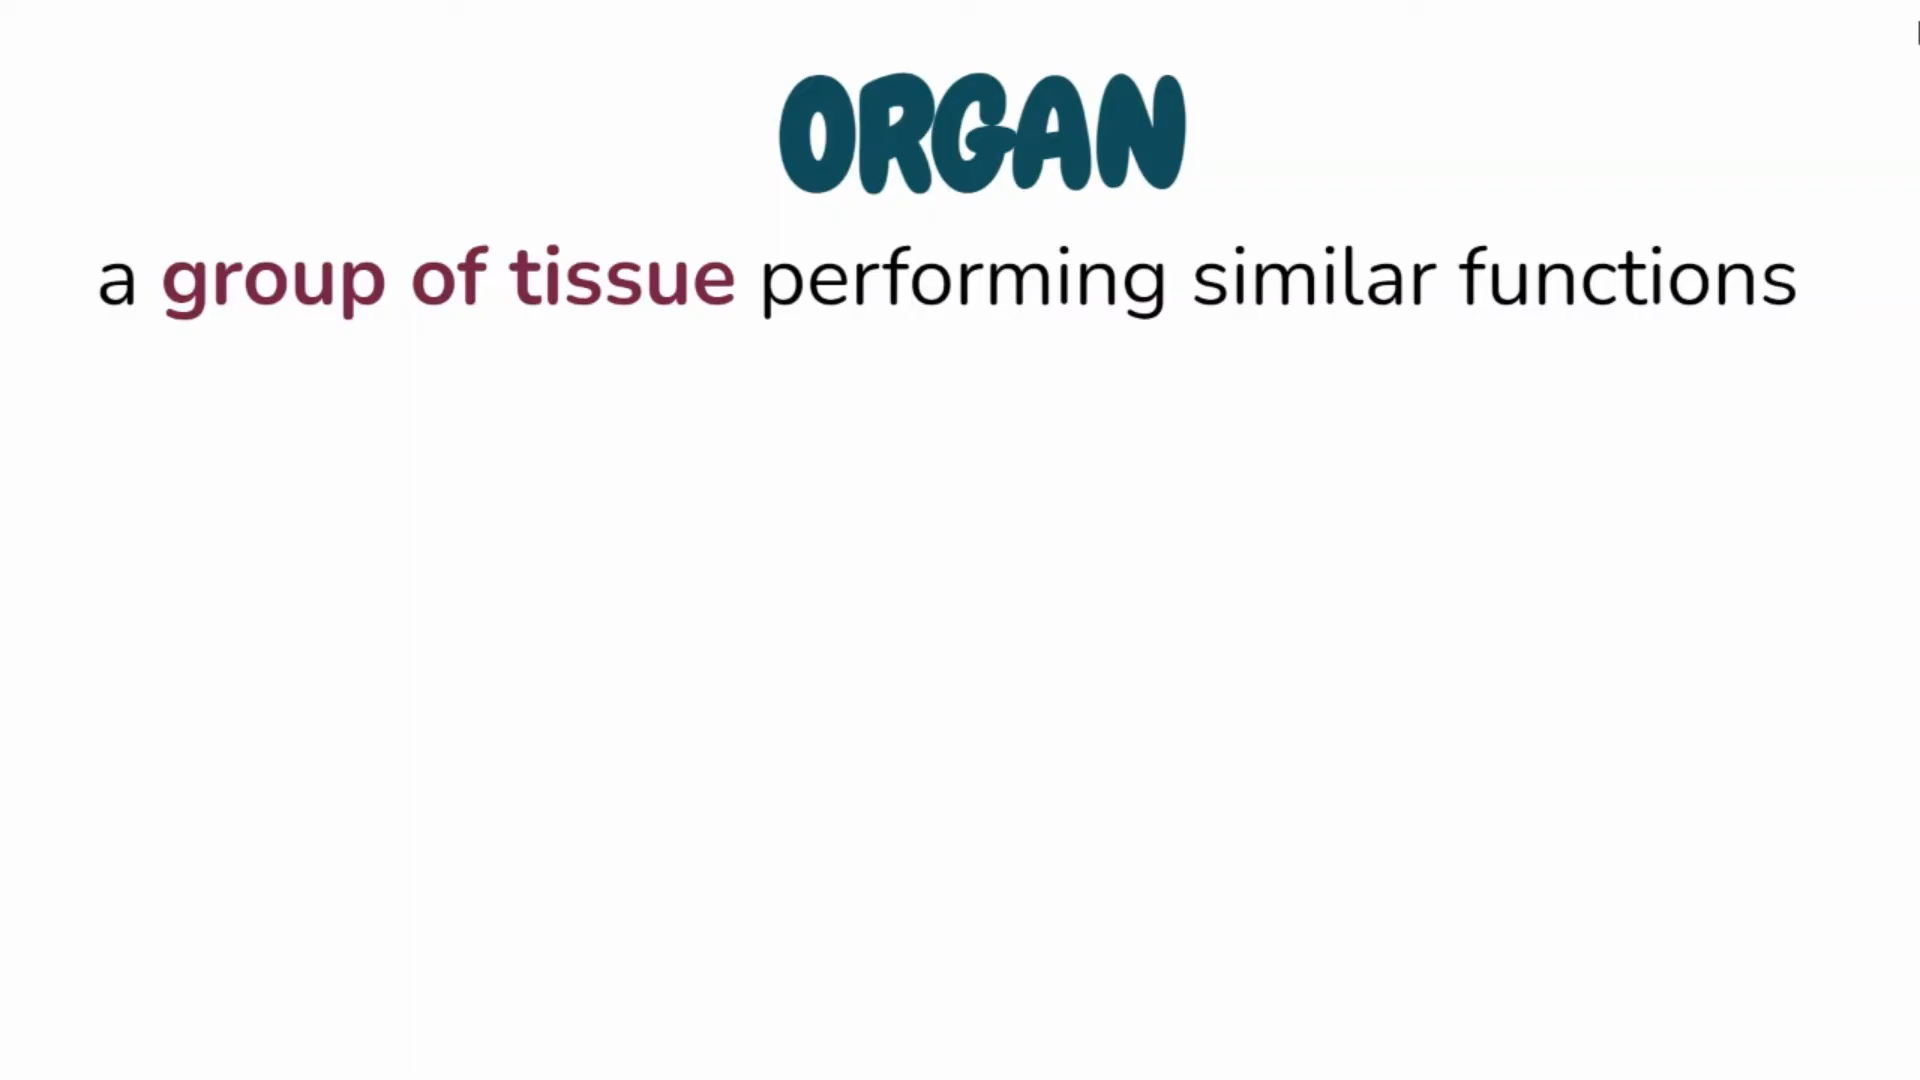 ORGAN
a group of tissue performing similar functions